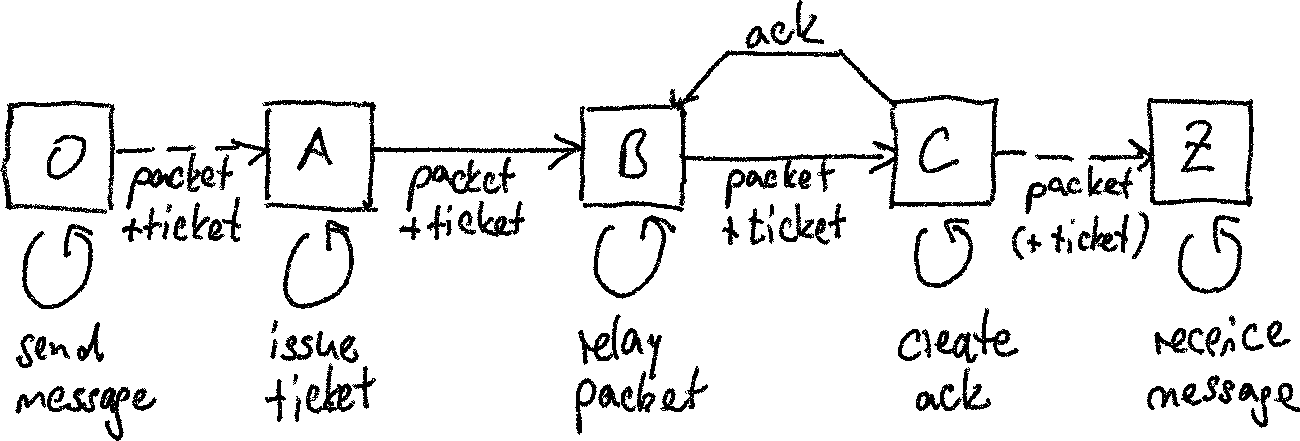 ack
O
A
B
C
Z
packet
+ticket
packet
+ticket
packet
+ticket
packet
(+ticket)
send
message
issue
ticket
relay
packet
create
ack
receice
message